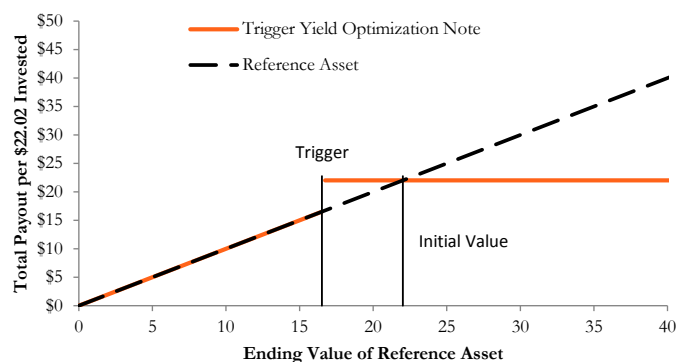 $50
$45
$40
$35
$30
$25
$20
$15
$10
$5
$0
Total Payout per $22.02 Invested
Trigger Yield Optimization Note
Reference Asset
Trigger
Initial Value
0 5 10 15 20 25 30 35 40
Ending Value of Reference Asset